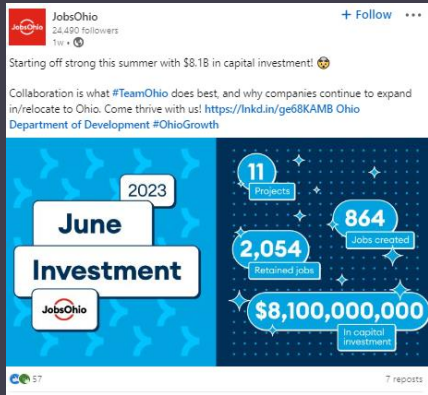 JobsOhio
JobsOhio
24,490 followers
1w •
+ Follow ...
Starting off strong this summer with $8.1B in capital investment! 🤠
Collaboration is what #TeamOhio does best, and why companies continue to expand
in/relocate to Ohio. Come thrive with us! https://lnkd.in/ge68KAMB Ohio
Department of Development #OhioGrowth
2023
June
Investment
JobsOhio
11
Projects
864
Jobs created
2,054
Retained jobs
$8,100,000,000
In capital
investment
57
7 reposts